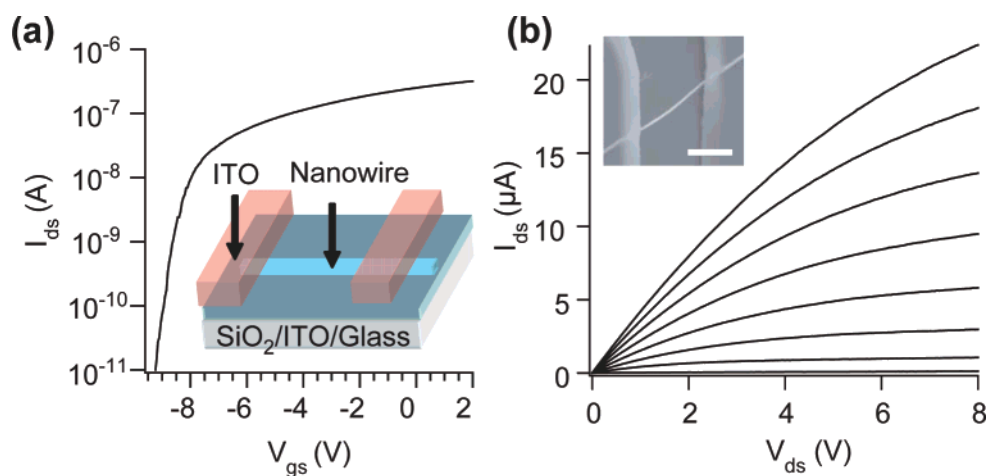 (a)
10⁻⁶
10⁻⁷
10⁻⁸
10⁻⁹
10⁻¹⁰
10⁻¹¹
I_ds (A)
ITO
Nanowire
SiO₂/ITO/Glass
-8 -6 -4 -2 0 2
V_gs (V)
(b)
20
15
10
5
0
I_ds (μA)
0 2 4 6 8
V_ds (V)